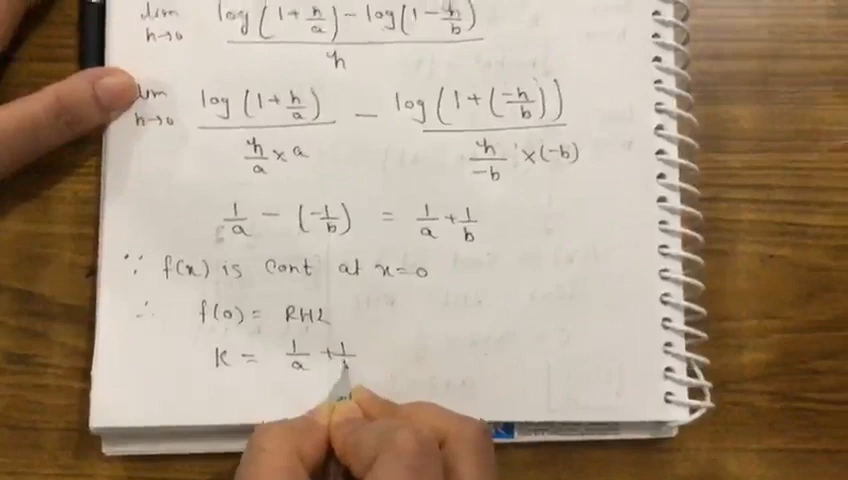 lim h→0 log(1+h/a) - log(1-h/b) / h
lim h→0 log(1+h/a) / (h/a × a) - log(1+(-h/b)) / (h/-b × (-b))
1/a - (-1/b) = 1/a + 1/b
∵ f(x) is Cont at x=0
∴ f(0) = RHL
K = 1/a + 1/